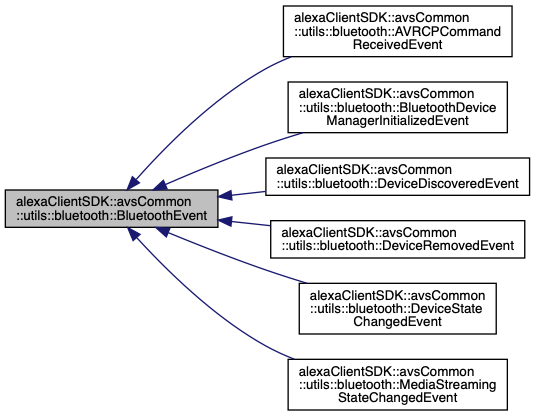 alexaClientSDK::avsCommon
::utils::bluetooth::AVRCPCommand
ReceivedEvent
alexaClientSDK::avsCommon
::utils::bluetooth::BluetoothDevice
ManagerInitializedEvent
alexaClientSDK::avsCommon
::utils::bluetooth::DeviceDiscoveredEvent
alexaClientSDK::avsCommon
::utils::bluetooth::BluetoothEvent
alexaClientSDK::avsCommon
::utils::bluetooth::DeviceRemovedEvent
alexaClientSDK::avsCommon
::utils::bluetooth::DeviceState
ChangedEvent
alexaClientSDK::avsCommon
::utils::bluetooth::MediaStreaming
StateChangedEvent